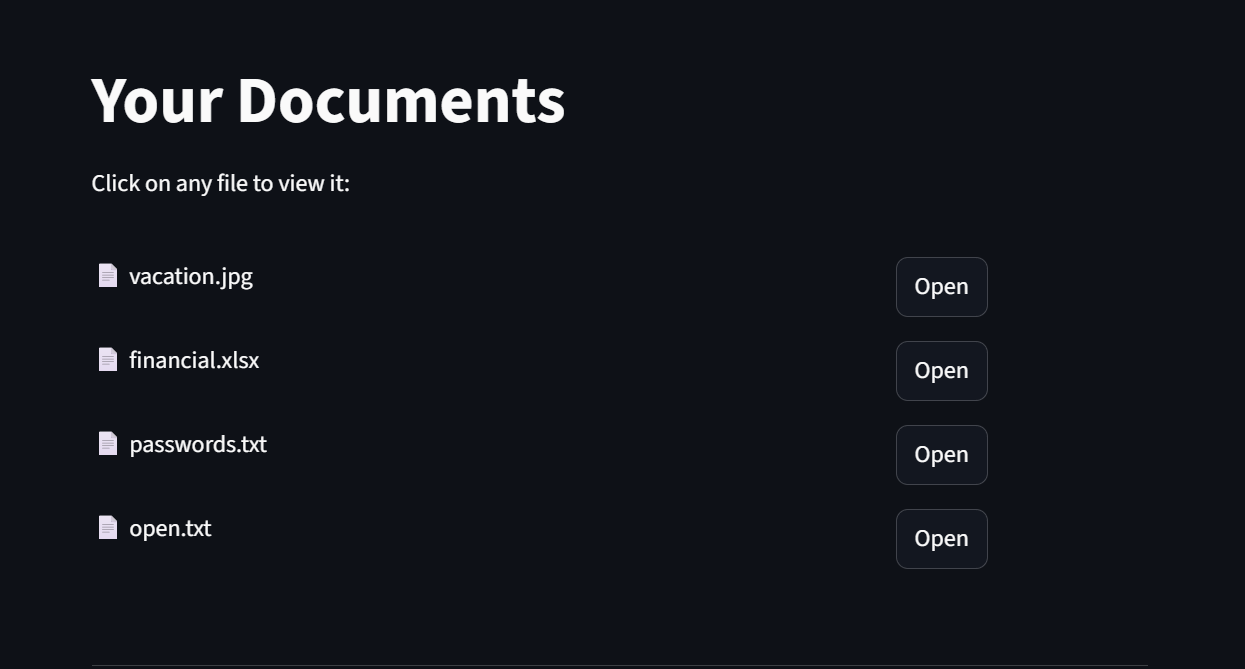 Your Documents
Click on any file to view it:
vacation.jpg Open
financial.xlsx Open
passwords.txt Open
open.txt Open